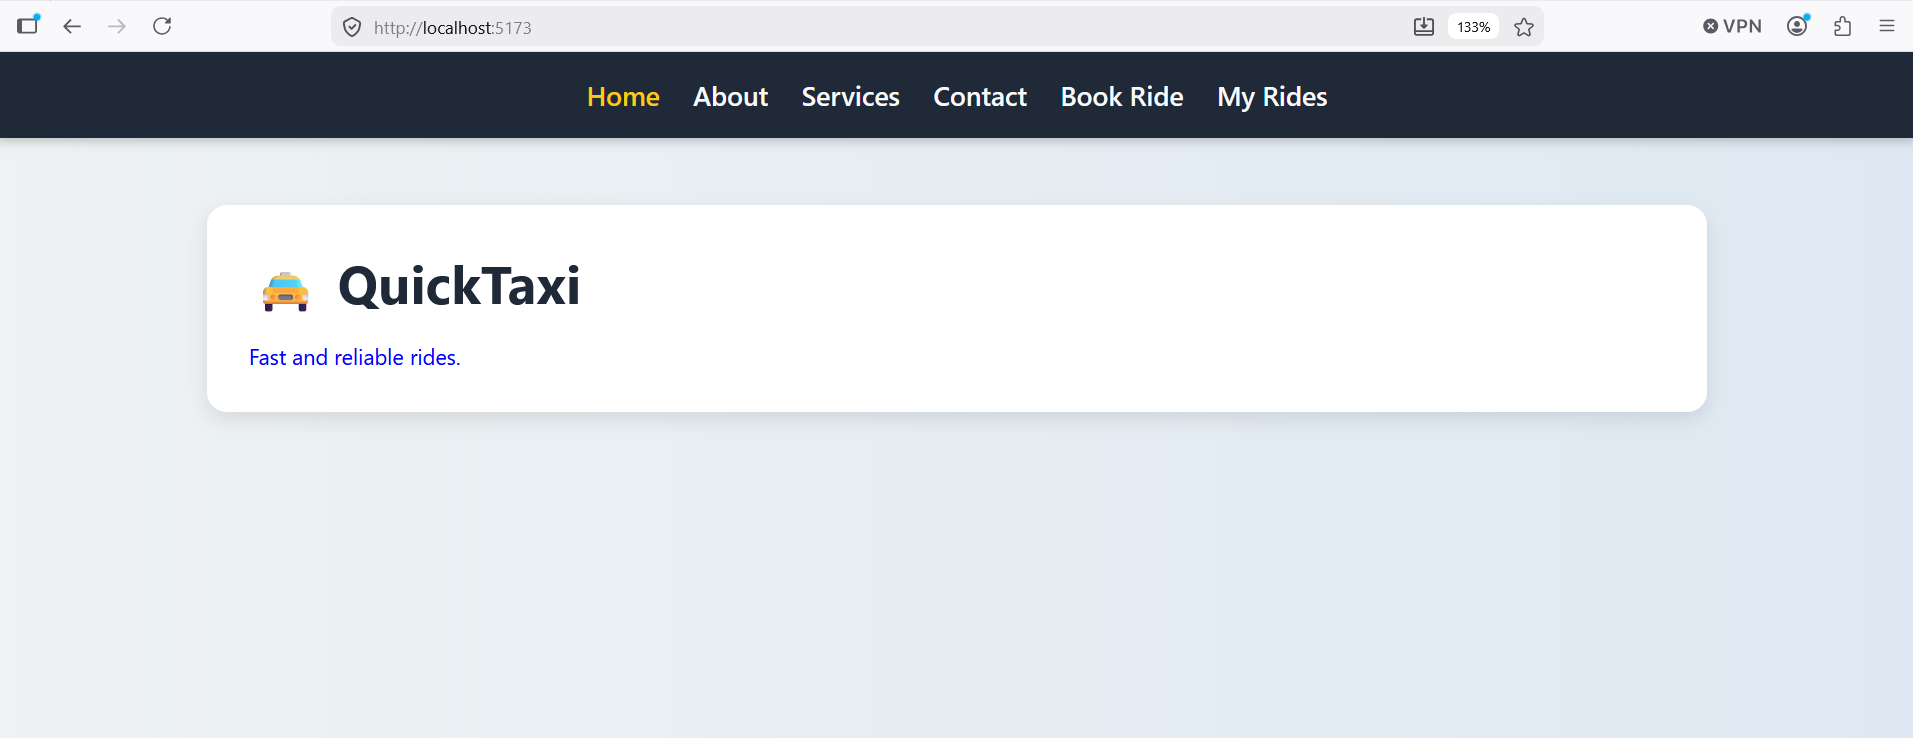 http://localhost:5173 133% VPN
Home About Services Contact Book Ride My Rides
QuickTaxi
Fast and reliable rides.